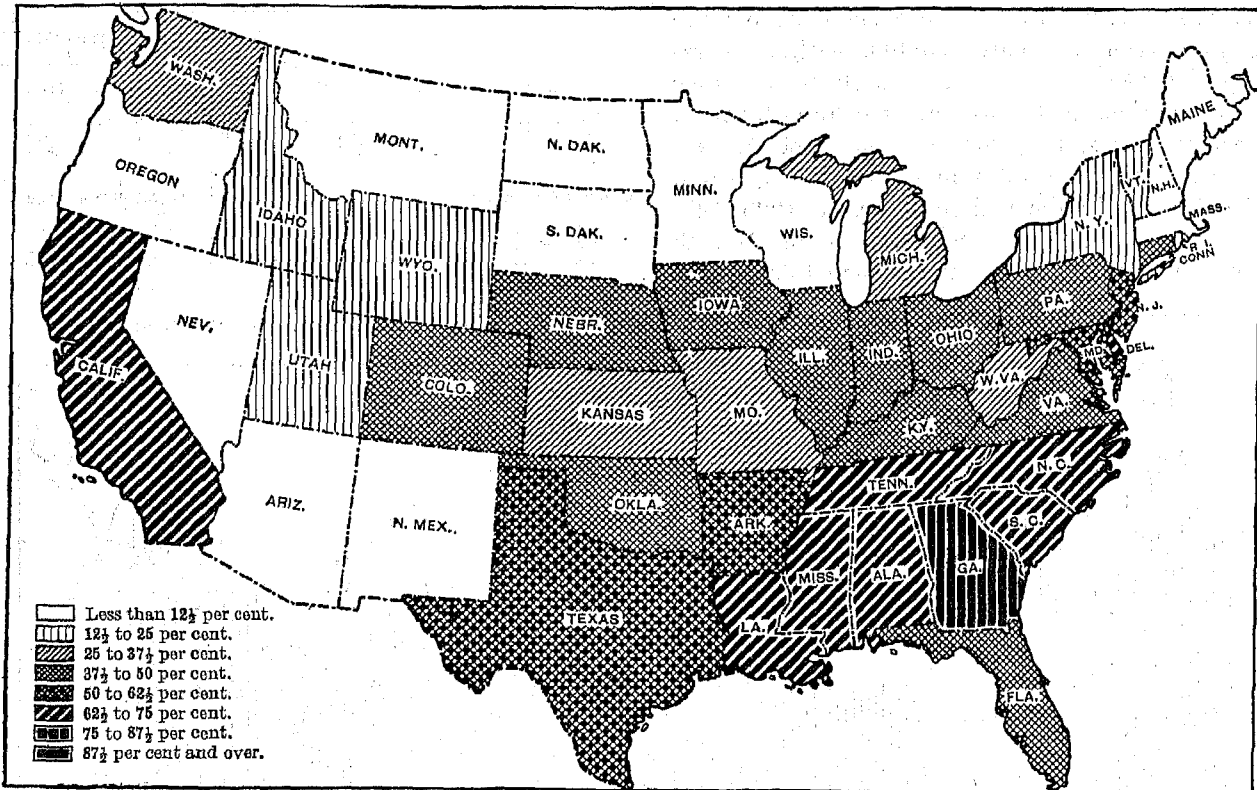 WASH.
MONT.
N. DAK.
MINN.
MAINE
OREGON
IDAHO
WYO.
S. DAK.
WIS.
MICH.
N. Y.
VT.
N.H.
MASS.
R. I.
CONN
NEV.
UTAH
COLO.
NEBR.
IOWA
ILL.
IND.
OHIO
PA.
N. J.
MD.
DEL.
W.VA.
VA.
KY.
CALIF.
KANSAS
MO.
ARIZ.
N. MEX.
OKLA.
ARK.
TENN.
N. C.
S. C.
MISS.
ALA.
GA.
TEXAS
LA.
FLA.
Less than 12½ per cent.
12½ to 25 per cent.
25 to 37½ per cent.
37½ to 50 per cent.
50 to 62½ per cent.
62½ to 75 per cent.
75 to 87½ per cent.
87½ per cent and over.